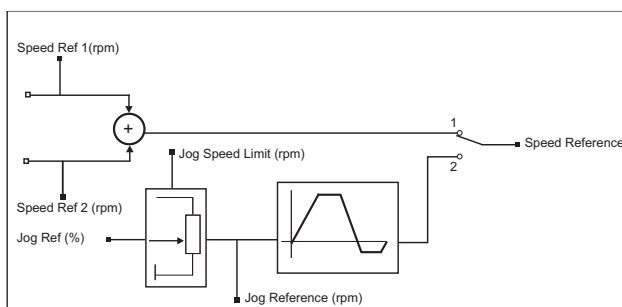 Speed Ref 1(rpm)
+
1
Speed Reference
2
Jog Speed Limit (rpm)
Speed Ref 2 (rpm)
Jog Ref (%)
Jog Reference (rpm)